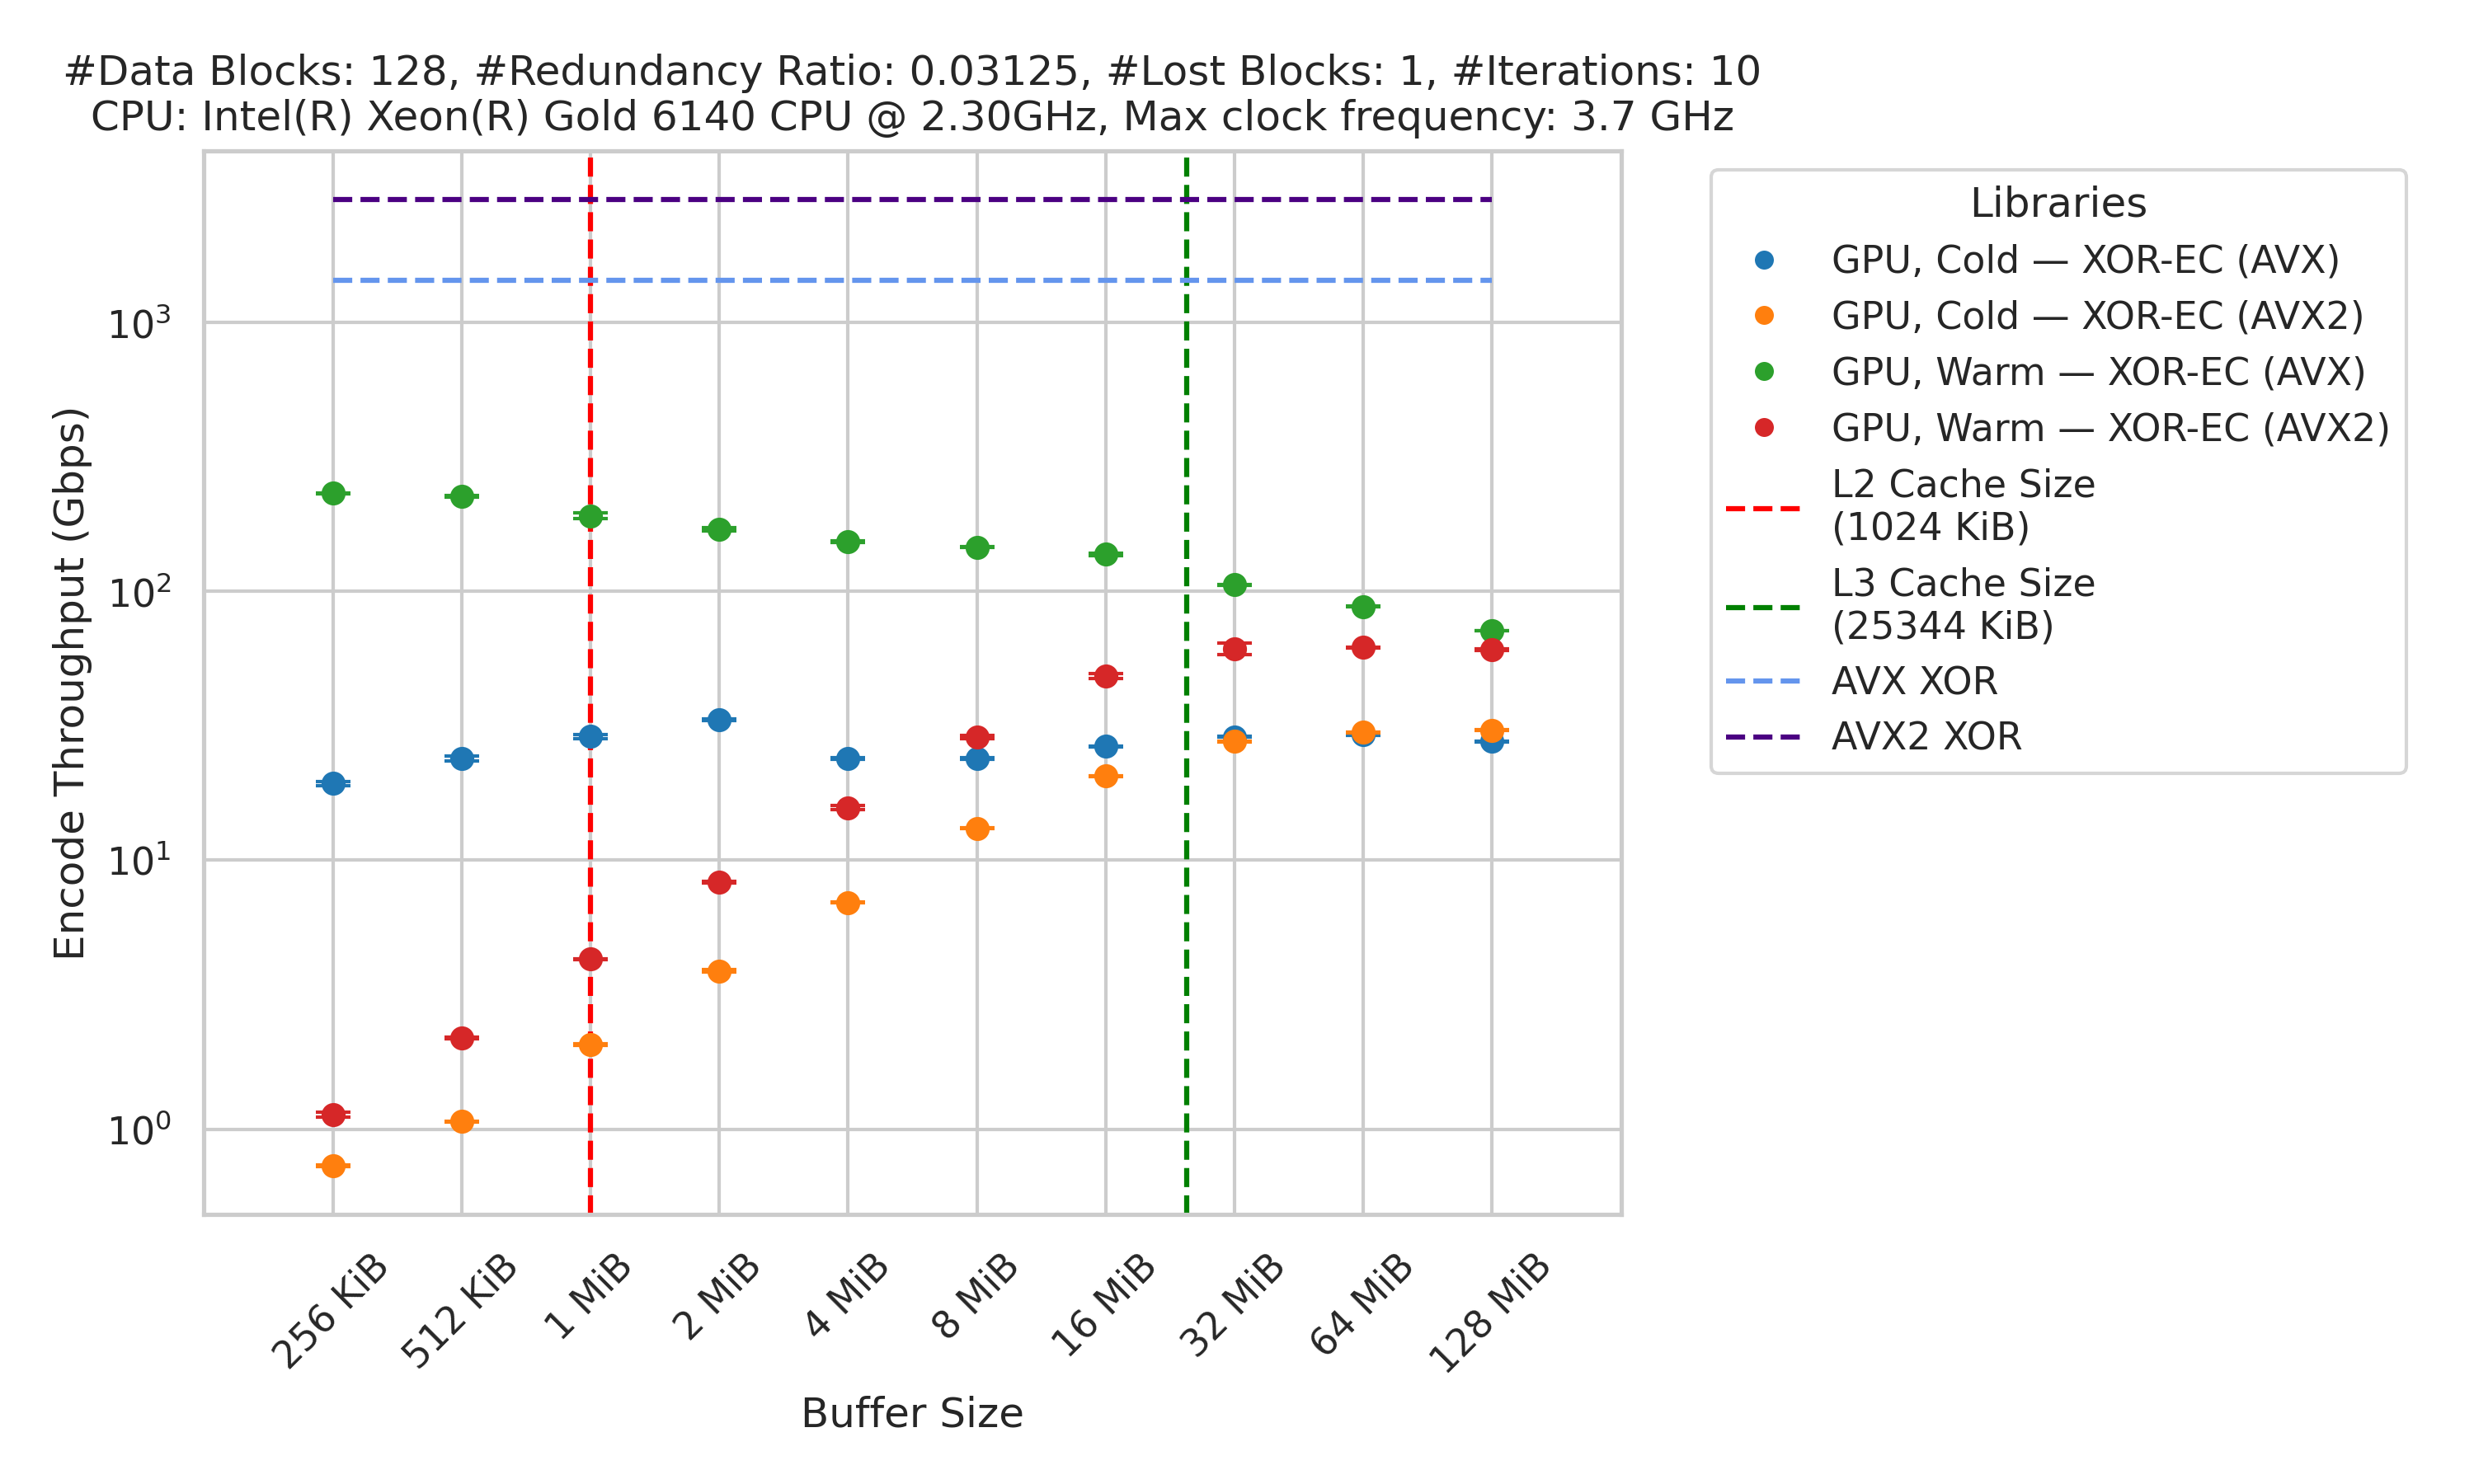 #Data Blocks: 128, #Redundancy Ratio: 0.03125, #Lost Blocks: 1, #Iterations: 10
CPU: Intel(R) Xeon(R) Gold 6140 CPU @ 2.30GHz, Max clock frequency: 3.7 GHz
Encode Throughput (Gbps)
10³
10²
10¹
10⁰
256 KiB
512 KiB
1 MiB
2 MiB
4 MiB
8 MiB
16 MiB
32 MiB
64 MiB
128 MiB
Buffer Size
Libraries
GPU, Cold — XOR-EC (AVX)
GPU, Cold — XOR-EC (AVX2)
GPU, Warm — XOR-EC (AVX)
GPU, Warm — XOR-EC (AVX2)
L2 Cache Size
(1024 KiB)
L3 Cache Size
(25344 KiB)
AVX XOR
AVX2 XOR